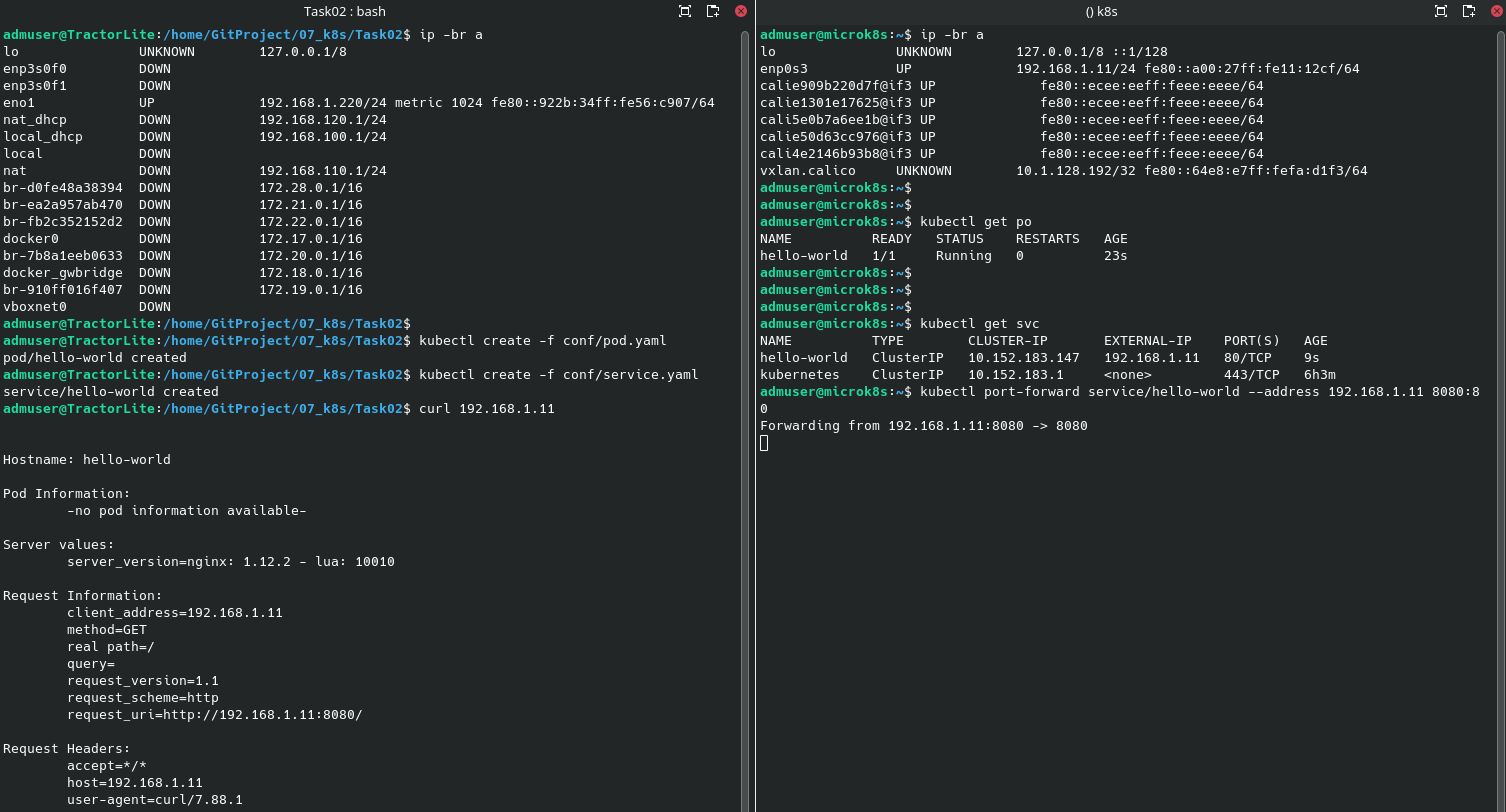 Task02 : bash
admuser@TractorLite:/home/GitProject/07_k8s/Task02$ ip -br a
lo               UNKNOWN        127.0.0.1/8
enp3s0f0         DOWN
enp3s0f1         DOWN
eno1             UP             192.168.1.220/24 metric 1024 fe80::922b:34ff:fe56:c907/64
nat_dhcp         DOWN           192.168.120.1/24
local_dhcp       DOWN           192.168.100.1/24
local            DOWN
nat              DOWN           192.168.110.1/24
br-d0fe48a38394  DOWN           172.28.0.1/16
br-ea2a957ab470  DOWN           172.21.0.1/16
br-fb2c352152d2  DOWN           172.22.0.1/16
docker0          DOWN           172.17.0.1/16
br-7b8a1eeb0633  DOWN           172.20.0.1/16
docker_gwbridge  DOWN           172.18.0.1/16
br-910ff016f407  DOWN           172.19.0.1/16
vboxnet0         DOWN
admuser@TractorLite:/home/GitProject/07_k8s/Task02$
admuser@TractorLite:/home/GitProject/07_k8s/Task02$ kubectl create -f conf/pod.yaml
pod/hello-world created
admuser@TractorLite:/home/GitProject/07_k8s/Task02$ kubectl create -f conf/service.yaml
service/hello-world created
admuser@TractorLite:/home/GitProject/07_k8s/Task02$ curl 192.168.1.11
Hostname: hello-world
Pod Information:
        -no pod information available-
Server values:
        server_version=nginx: 1.12.2 - lua: 10010
Request Information:
        client_address=192.168.1.11
        method=GET
        real path=/
        query=
        request_version=1.1
        request_scheme=http
        request_uri=http://192.168.1.11:8080/
Request Headers:
        accept=*/*
        host=192.168.1.11
        user-agent=curl/7.88.1
() k8s
admuser@microk8s:~$ ip -br a
lo               UNKNOWN        127.0.0.1/8 ::1/128
enp0s3           UP             192.168.1.11/24 fe80::a00:27ff:fe11:12cf/64
calie909b220d7f@if3 UP             fe80::ecee:eeff:feee:eeee/64
calie1301e17625@if3 UP             fe80::ecee:eeff:feee:eeee/64
cali5e0b7a6ee1b@if3 UP             fe80::ecee:eeff:feee:eeee/64
calie50d63cc976@if3 UP             fe80::ecee:eeff:feee:eeee/64
cali4e2146b93b8@if3 UP             fe80::ecee:eeff:feee:eeee/64
vxlan.calico     UNKNOWN        10.1.128.192/32 fe80::64e8:e7ff:fefa:d1f3/64
admuser@microk8s:~$
admuser@microk8s:~$
admuser@microk8s:~$ kubectl get po
NAME          READY   STATUS    RESTARTS   AGE
hello-world   1/1     Running   0          23s
admuser@microk8s:~$
admuser@microk8s:~$
admuser@microk8s:~$
admuser@microk8s:~$ kubectl get svc
NAME          TYPE        CLUSTER-IP       EXTERNAL-IP    PORT(S)   AGE
hello-world   ClusterIP   10.152.183.147   192.168.1.11   80/TCP    9s
kubernetes    ClusterIP   10.152.183.1     <none>         443/TCP   6h3m
admuser@microk8s:~$ kubectl port-forward service/hello-world --address 192.168.1.11 8080:8
0
Forwarding from 192.168.1.11:8080 -> 8080